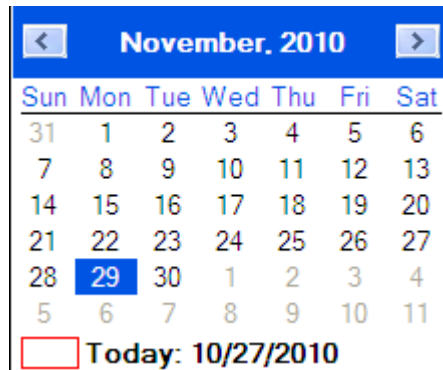 November, 2010
Sun Mon Tue Wed Thu Fri Sat
31 1 2 3 4 5 6
7 8 9 10 11 12 13
14 15 16 17 18 19 20
21 22 23 24 25 26 27
28 29 30 1 2 3 4
5 6 7 8 9 10 11
Today: 10/27/2010